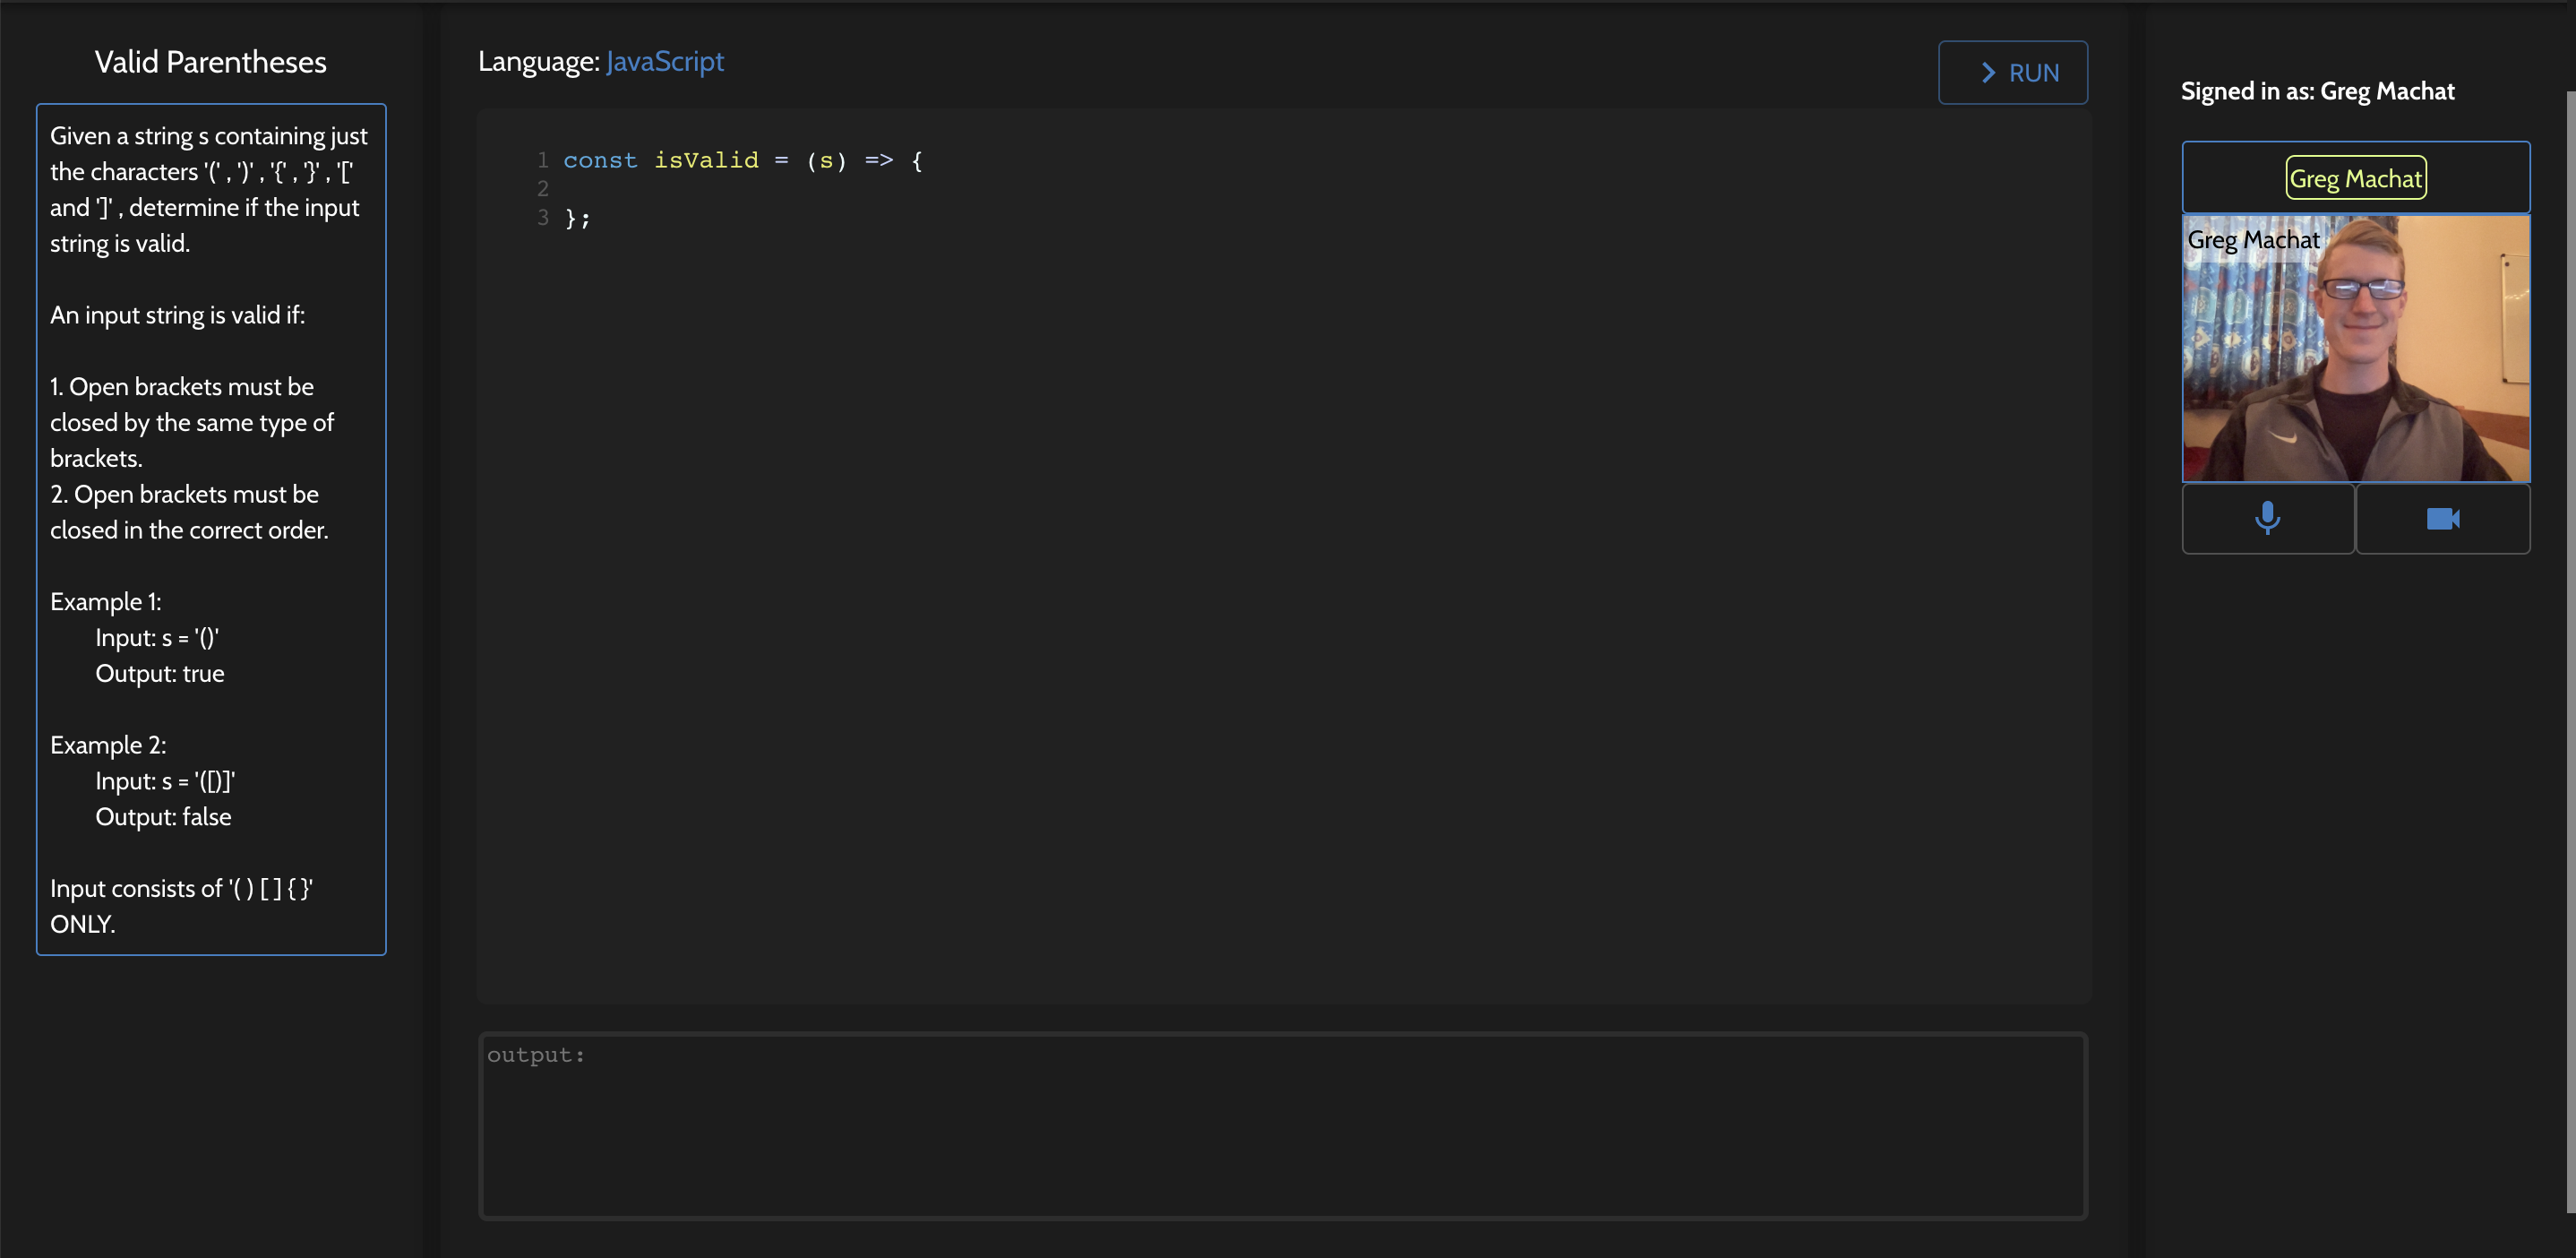 Valid Parentheses
Given a string s containing just
the characters '(' , ')' , '{' , '}' , '['
and ']' , determine if the input
string is valid.
An input string is valid if:
1. Open brackets must be
closed by the same type of
brackets.
2. Open brackets must be
closed in the correct order.
Example 1:
Input: s = '()'
Output: true
Example 2:
Input: s = '([)]'
Output: false
Input consists of '( ) [ ] { }'
ONLY.
Language: JavaScript
RUN
1 const isValid = (s) => {
2
3 };
output:
Signed in as: Greg Machat
Greg Machat
Greg Machat